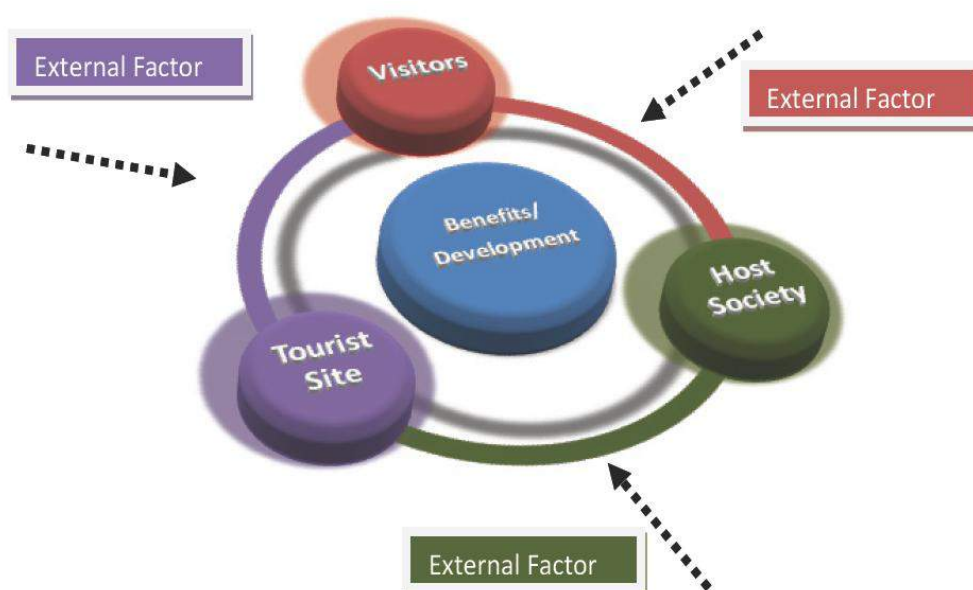 External Factor
Visitors
External Factor
Benefits/
Development
Host
Society
Tourist
Site
External Factor